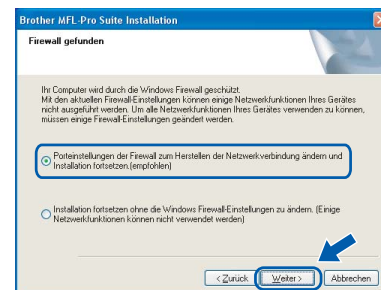 Brother MFL-Pro Suite Installation
Firewall gefunden
Ihr Computer wird durch die Windows Firewall geschützt.
Mit den aktuellen Firewall-Einstellungen können einige Netzwerkfunktionen Ihres Gerätes
nicht ausgeführt werden. Um alle Netzwerkfunktionen Ihres Gerätes verwenden zu können,
müssen einige Firewall-Einstellungen geändert werden.
Porteinstellungen der Firewall zum Herstellen der Netzwerkverbindung ändern und
Installation fortsetzen.(empfohlen)
Installation fortsetzen ohne die Windows Firewall-Einstellungen zu ändern. (Einige
Netzwerkfunktionen können nicht verwendet werden)
< Zurück Weiter > Abbrechen